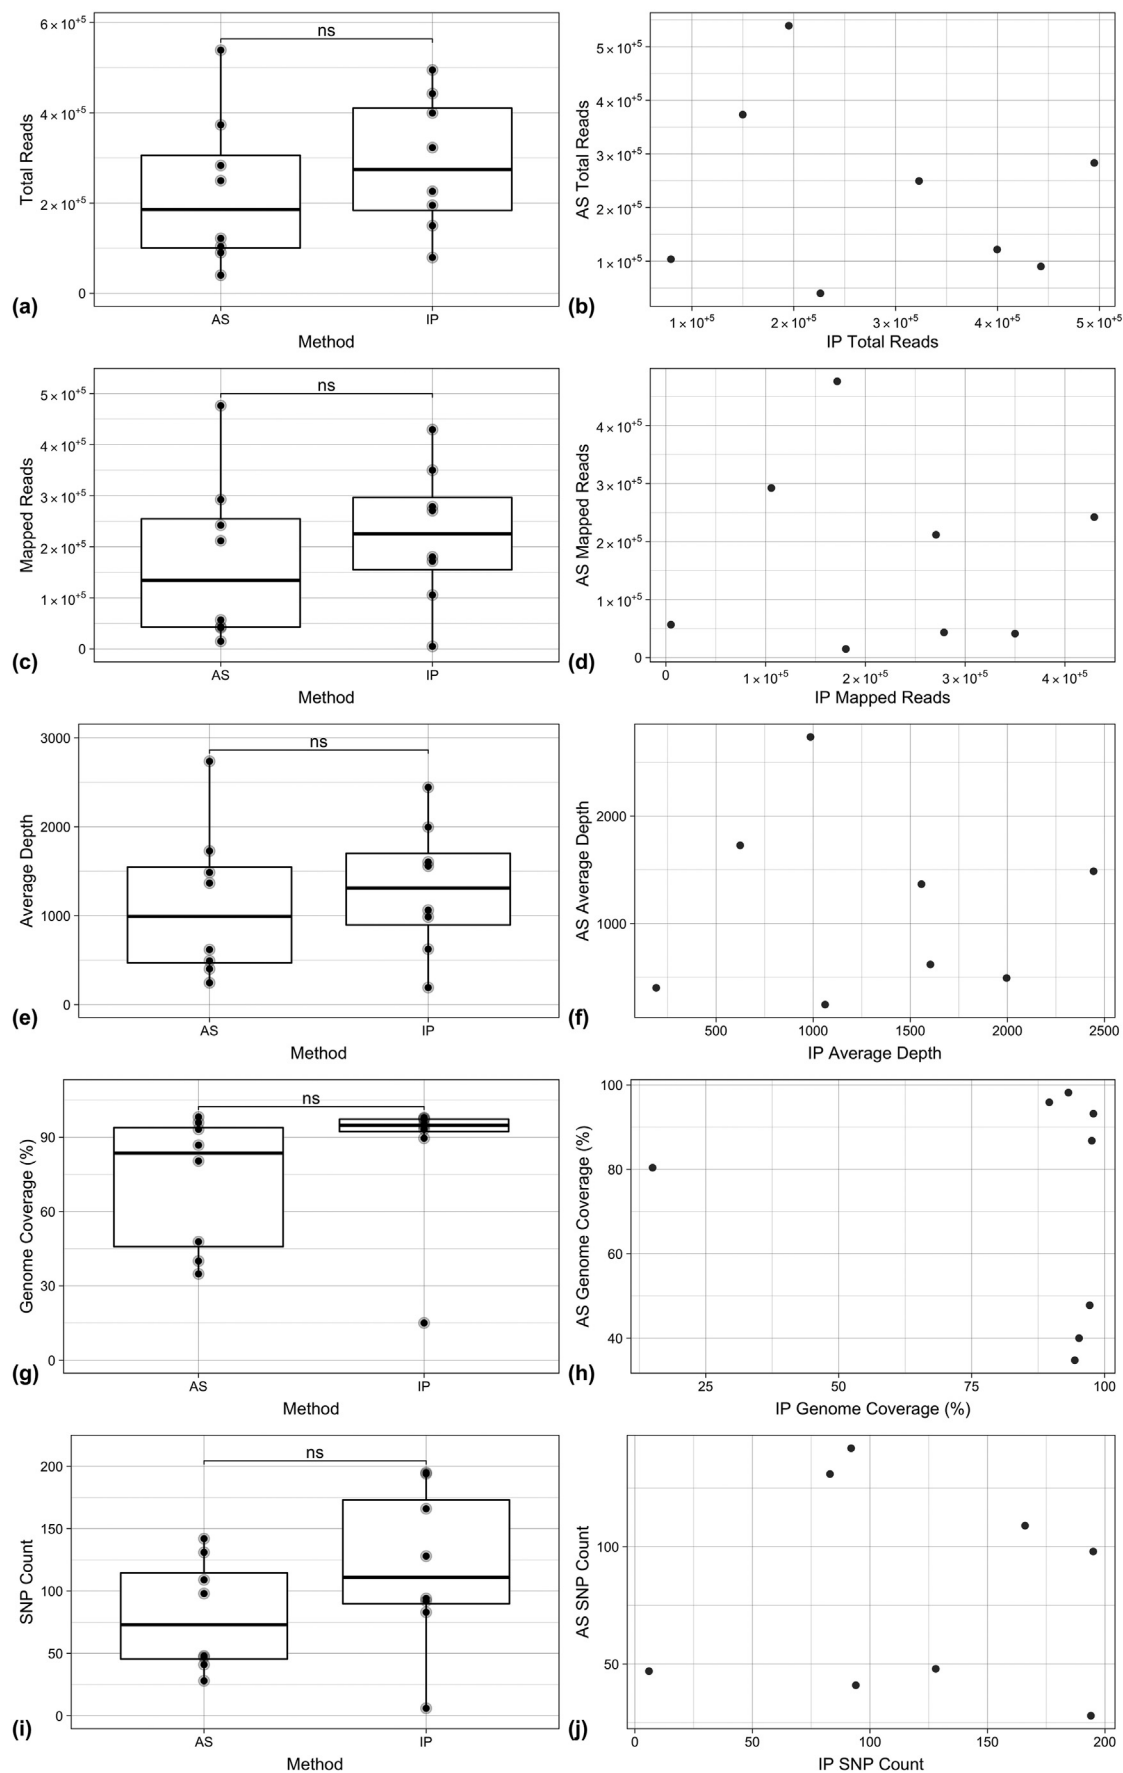 ns
Total Reads
6 × 10⁺⁵
4 × 10⁺⁵
2 × 10⁺⁵
0
AS
IP
Method
(a)
AS Total Reads
5 × 10⁺⁵
4 × 10⁺⁵
3 × 10⁺⁵
2 × 10⁺⁵
1 × 10⁺⁵
1 × 10⁺⁵
2 × 10⁺⁵
3 × 10⁺⁵
4 × 10⁺⁵
5 × 10⁺⁵
IP Total Reads
(b)
ns
Mapped Reads
5 × 10⁺⁵
4 × 10⁺⁵
3 × 10⁺⁵
2 × 10⁺⁵
1 × 10⁺⁵
0
AS
IP
Method
(c)
AS Mapped Reads
4 × 10⁺⁵
3 × 10⁺⁵
2 × 10⁺⁵
1 × 10⁺⁵
0
0
1 × 10⁺⁵
2 × 10⁺⁵
3 × 10⁺⁵
4 × 10⁺⁵
IP Mapped Reads
(d)
ns
Average Depth
3000
2000
1000
0
AS
IP
Method
(e)
AS Average Depth
2000
1000
500
1000
1500
2000
2500
IP Average Depth
(f)
ns
Genome Coverage (%)
90
60
30
0
AS
IP
Method
(g)
AS Genome Coverage (%)
100
80
60
40
25
50
75
100
IP Genome Coverage (%)
(h)
ns
SNP Count
200
150
100
50
0
AS
IP
Method
(i)
AS SNP Count
100
50
0
50
100
150
200
IP SNP Count
(j)